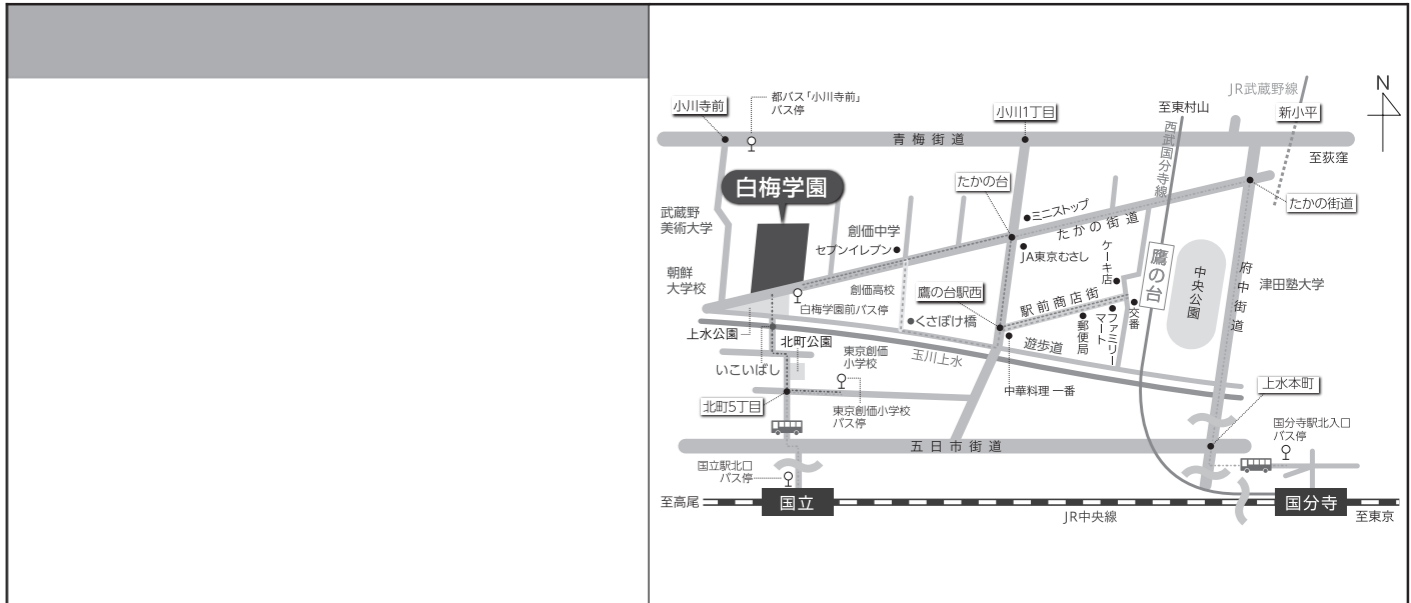 N
JR武蔵野線
小川寺前
都バス「小川寺前」
バス停
小川1丁目
至東村山
新小平
青梅街道
西武国分寺線
至荻窪
白梅学園
たかの台
たかの街道
武蔵野
美術大学
ミニストップ
たかの街道
創価中学
セブンイレブン
JA東京むさし
ケーキ店
鷹の台
中央公園
府中街道
津田塾大学
朝鮮
大学校
創価高校
鷹の台駅西
駅前商店街
白梅学園前バス停
くさぼけ橋
交番
ファミリー
マート
郵便局
上水公園
北町公園
東京創価
小学校
玉川上水
遊歩道
いこいばし
中華料理 一番
上水本町
北町5丁目
東京創価小学校
バス停
国分寺駅北入口
バス停
五日市街道
国立駅北口
バス停
至高尾
国立
JR中央線
国分寺
至東京